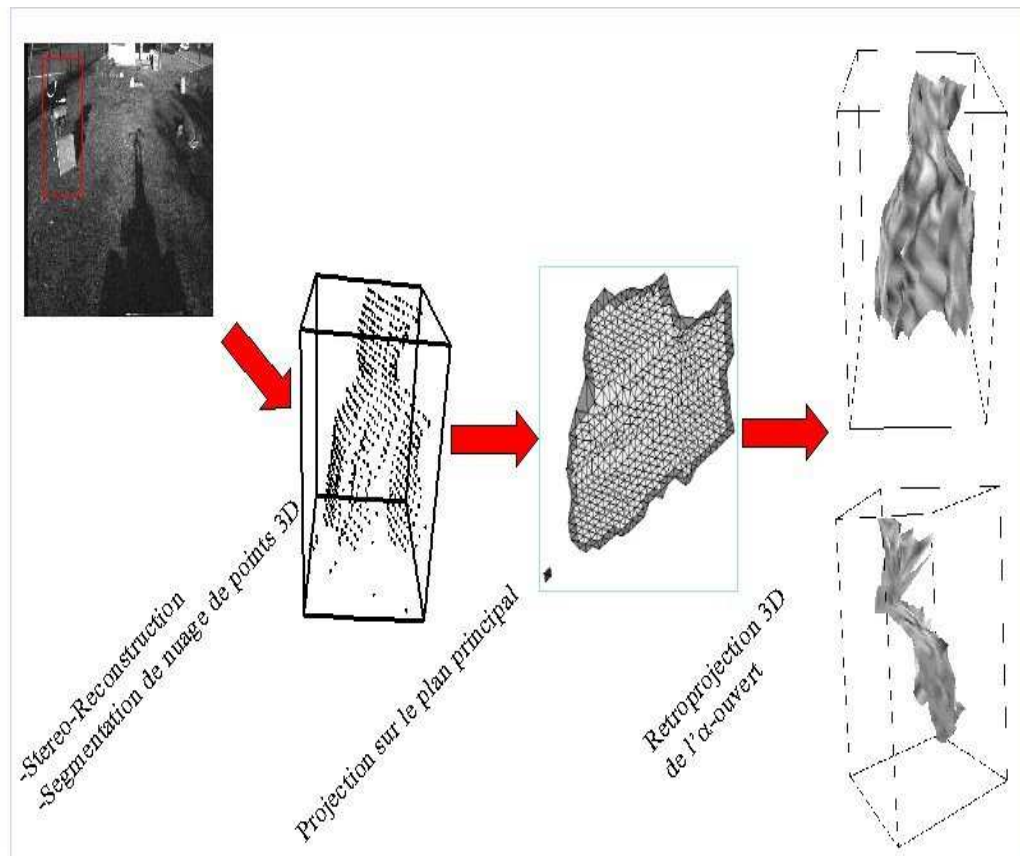 -Stereo-Reconstruction
-Segmentation de nuage de points 3D
Projection sur le plan principal
Retroprojection 3D
de l'α-ouvert